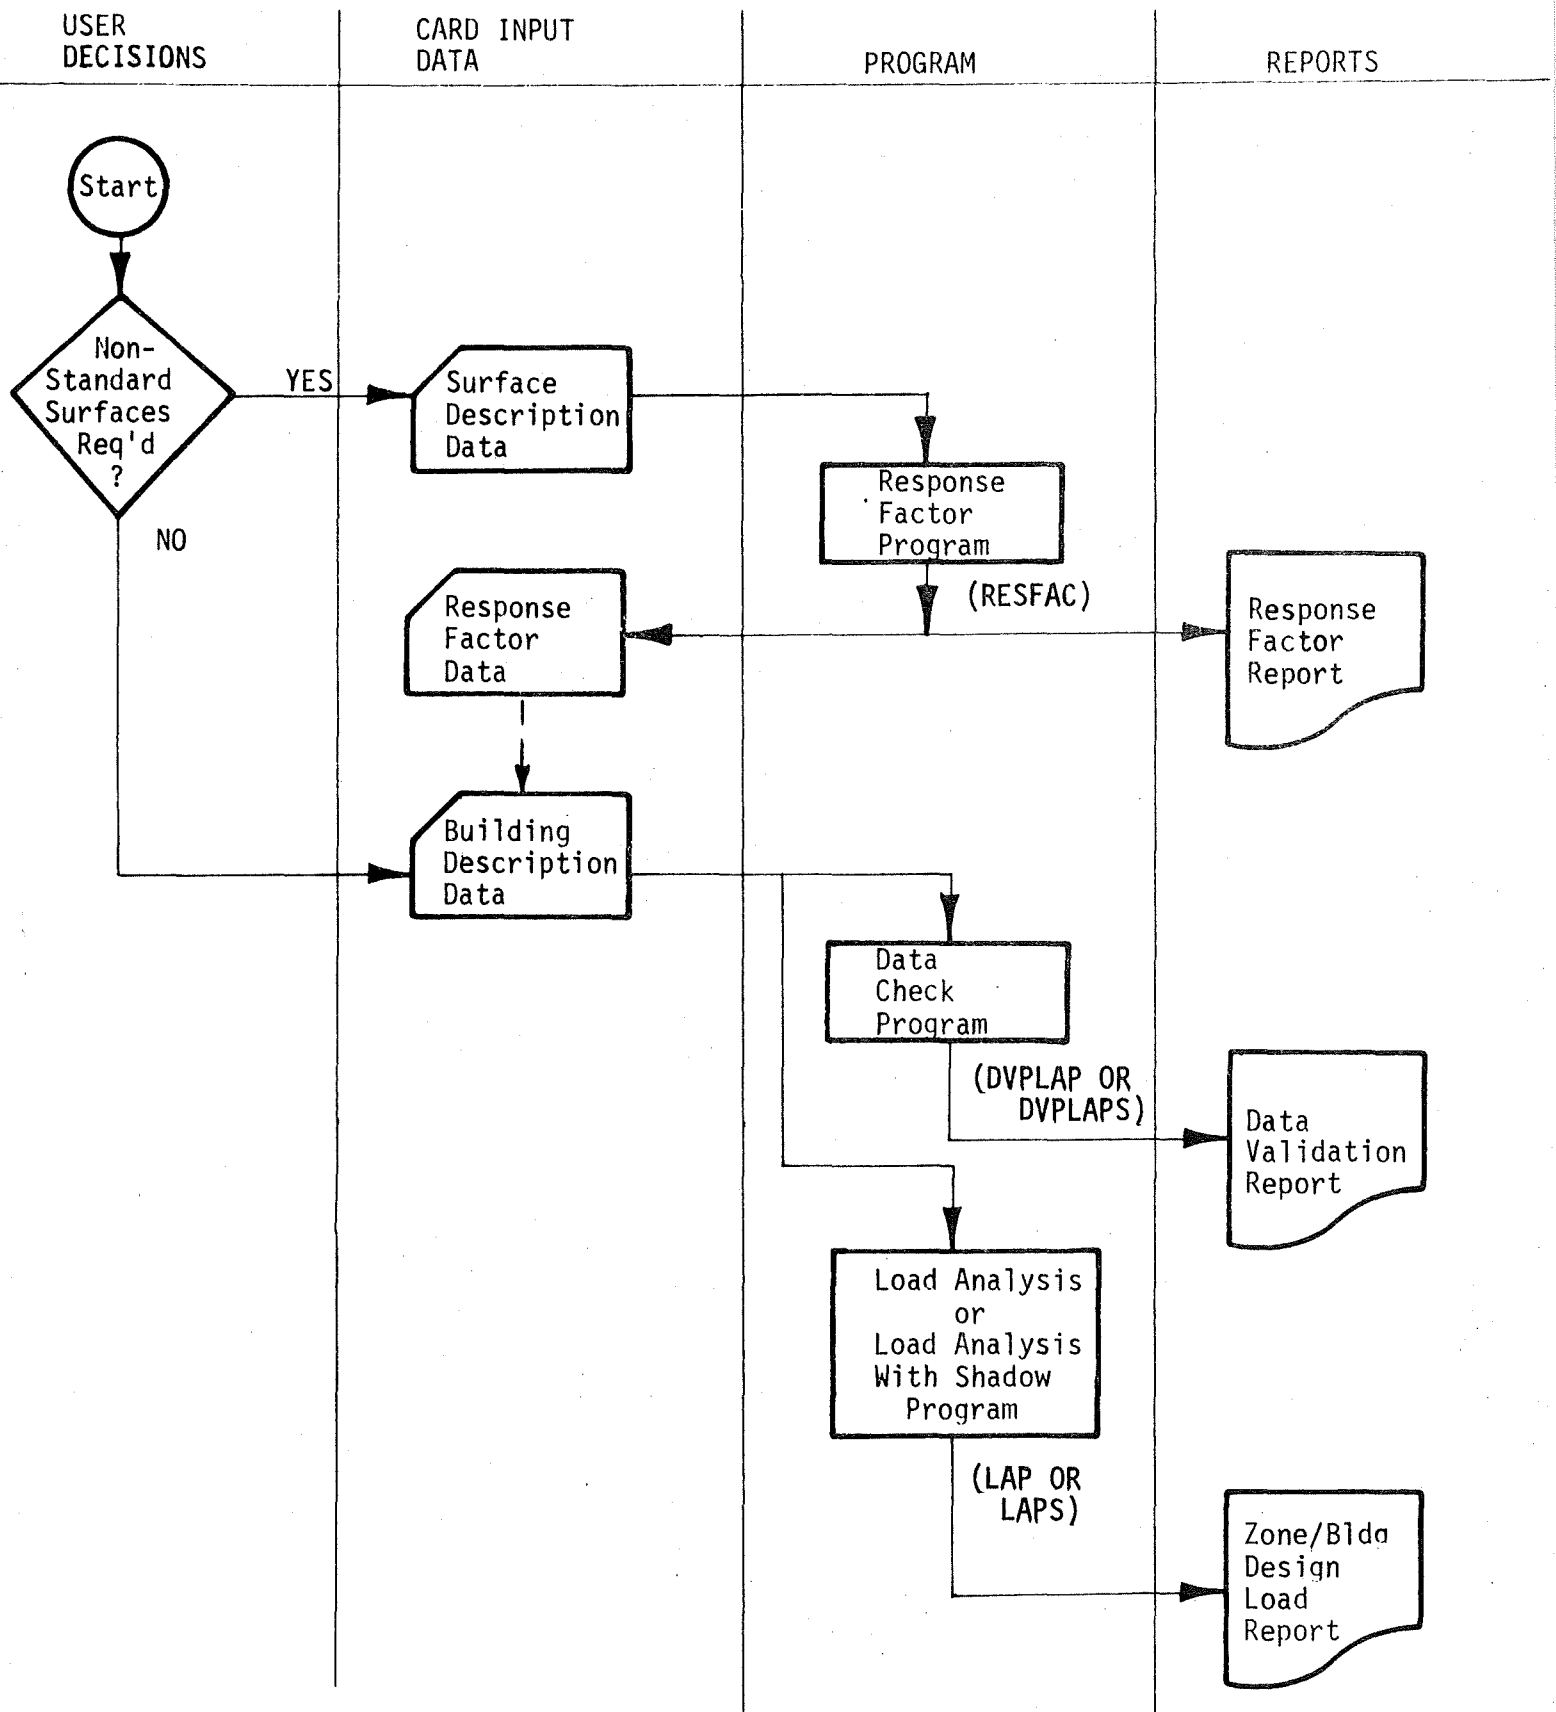 USER
DECISIONS
CARD INPUT
DATA
PROGRAM
REPORTS
Start
Non-
Standard
Surfaces
Req'd
?
YES
NO
Surface
Description
Data
Response
Factor
Program
(RESFAC)
Response
Factor
Data
Response
Factor
Report
Building
Description
Data
Data
Check
Program
(DVPLAP OR
DVPLAPS)
Data
Validation
Report
Load Analysis
or
Load Analysis
With Shadow
Program
(LAP OR
LAPS)
Zone/Bldg
Design
Load
Report